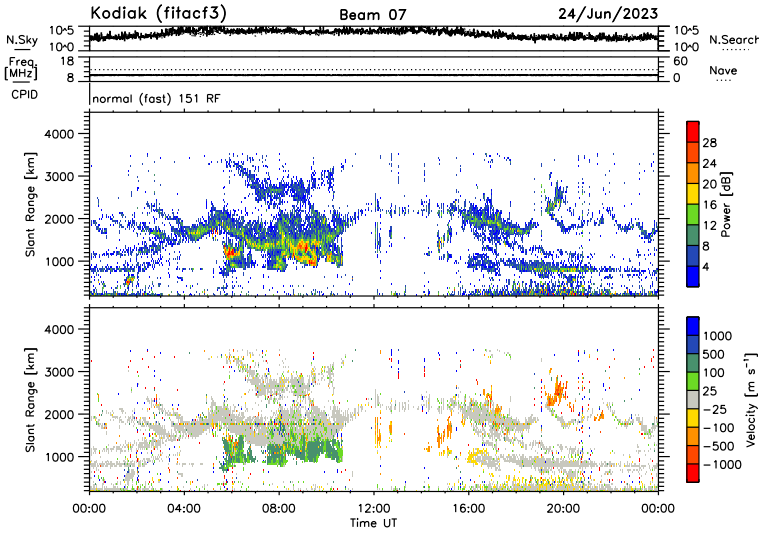 Kodiak (fitacf3) Beam 07 24/Jun/2023
N.Sky 10^5 10^0 10^5 10^0 N.Search
Freq. [MHz] 18 8 60 0 Nave
CPID normal (fast) 151 RF
Slant Range [km] 4000 3000 2000 1000
Power [dB] 28 24 20 16 12 8 4
Slant Range [km] 4000 3000 2000 1000
Velocity [m s⁻¹] 1000 500 100 25 −25 −100 −500 −1000
00:00 04:00 08:00 12:00 16:00 20:00 00:00
Time UT